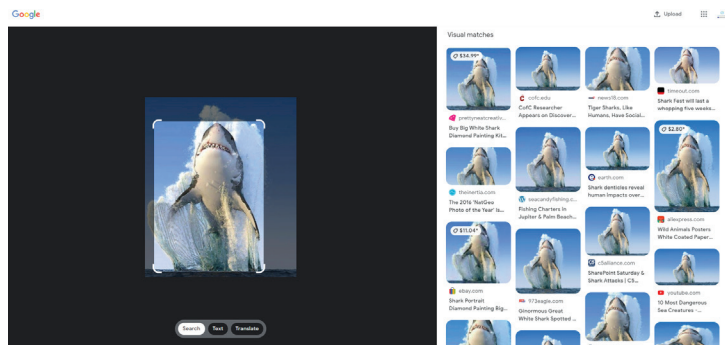 Google
Upload
Visual matches
$34.99*
prettyneatcreativ...
Buy Big White Shark
Diamond Painting Kit...
cofc.edu
CofC Researcher
Appears on Discover...
news18.com
Tiger Sharks, Like
Humans, Have Social...
timeout.com
Shark Fest will last a
whopping five weeks...
theinertia.com
The 2016 'NatGeo
Photo of the Year' Is...
seacandyfishing.c...
Fishing Charters in
Jupiter & Palm Beach...
earth.com
Shark denticles reveal
human impacts over...
$2.80*
aliexpress.com
Wild Animals Posters
White Coated Paper...
$11.04*
ebay.com
Shark Portrait
Diamond Painting Big...
973eagle.com
Ginormous Great
White Shark Spotted ...
c5alliance.com
SharePoint Saturday &
Shark Attacks | C5...
youtube.com
10 Most Dangerous
Sea Creatures - ...
Search
Text
Translate